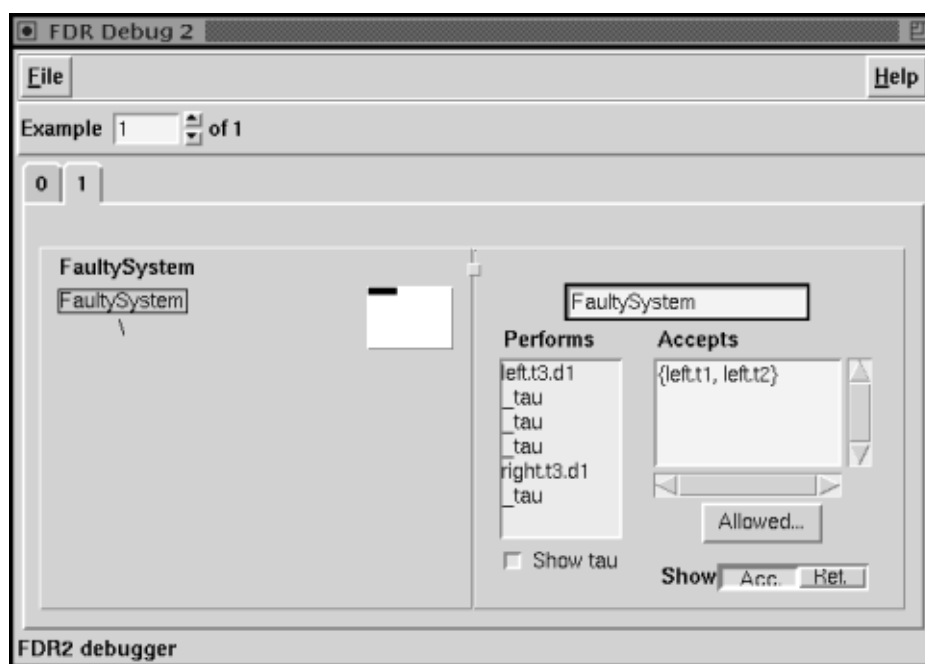 FDR Debug 2
File Help
Example 1 of 1
0 1
FaultySystem
FaultySystem
\
FaultySystem
Performs Accepts
left.t3.d1
_tau
_tau
_tau
right.t3.d1
_tau
{left.t1, left.t2}
Allowed...
Show tau
Show Acc. Ref.
FDR2 debugger